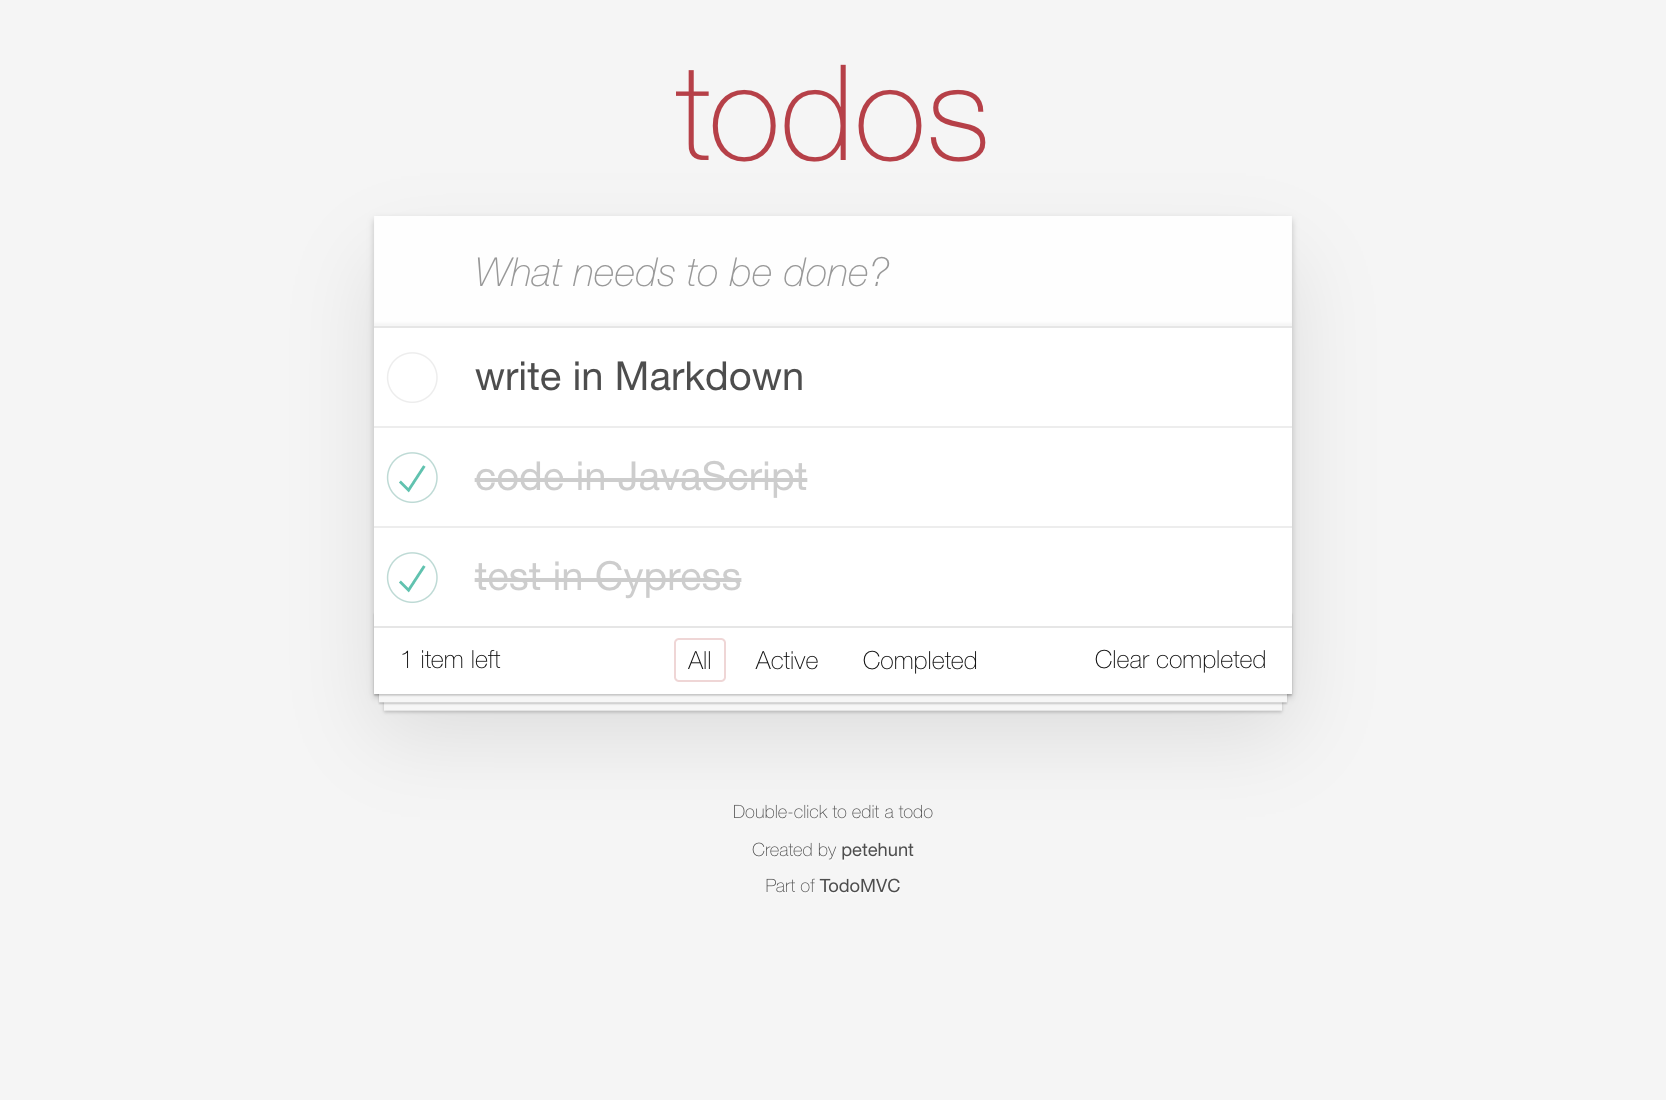 todos
What needs to be done?
write in Markdown
code in JavaScript
test in Cypress
1 item left All Active Completed Clear completed
Double-click to edit a todo
Created by petehunt
Part of TodoMVC